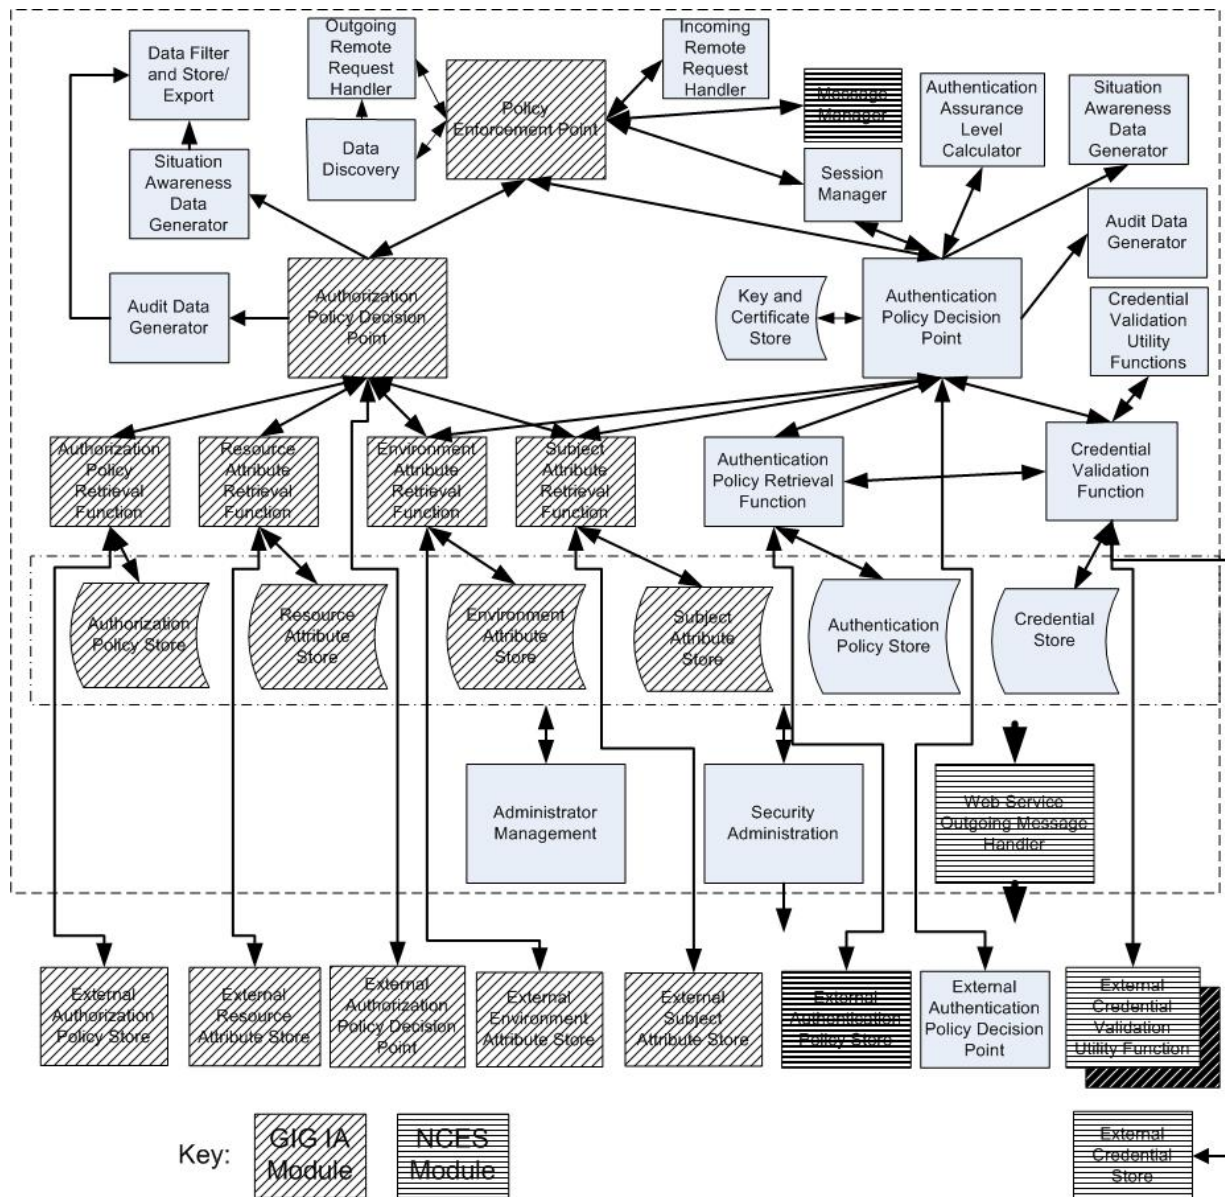 Data Filter
and Store/
Export
Outgoing
Remote
Request
Handler
Policy
Enforcement Point
Incoming
Remote
Request
Handler
Message
Manager
Authentication
Assurance
Level
Calculator
Situation
Awareness
Data
Generator
Situation
Awareness
Data
Generator
Data
Discovery
Session
Manager
Audit Data
Generator
Audit Data
Generator
Authorization
Policy Decision
Point
Key and
Certificate
Store
Authentication
Policy Decision
Point
Credential
Validation
Utility
Functions
Authorization
Policy
Retrieval
Function
Resource
Attribute
Retrieval
Function
Environment
Attribute
Retrieval
Function
Subject
Attribute
Retrieval
Function
Authentication
Policy Retrieval
Function
Credential
Validation
Function
Authorization
Policy Store
Resource
Attribute
Store
Environment
Attribute
Store
Subject
Attribute
Store
Authentication
Policy Store
Credential
Store
Administrator
Management
Security
Administration
Web Service
Outgoing Message
Handler
External
Authorization
Policy Store
External
Resource
Attribute Store
External
Authorization
Policy Decision
Point
External
Environment
Attribute Store
External
Subject
Attribute Store
External
Authentication
Policy Store
External
Authentication
Policy Decision
Point
External
Credential
Validation
Utility Function
Key:
GIG IA
Module
NCES
Module
External
Credential
Store